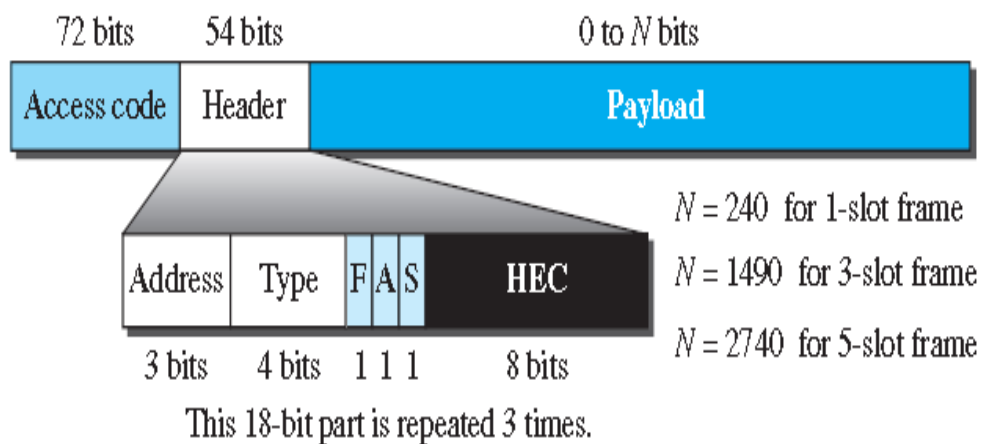 72 bits 54 bits 0 to N bits
Access code Header Payload
N = 240 for 1-slot frame
Address Type F A S HEC
N = 1490 for 3-slot frame
N = 2740 for 5-slot frame
3 bits 4 bits 1 1 1 8 bits
This 18-bit part is repeated 3 times.